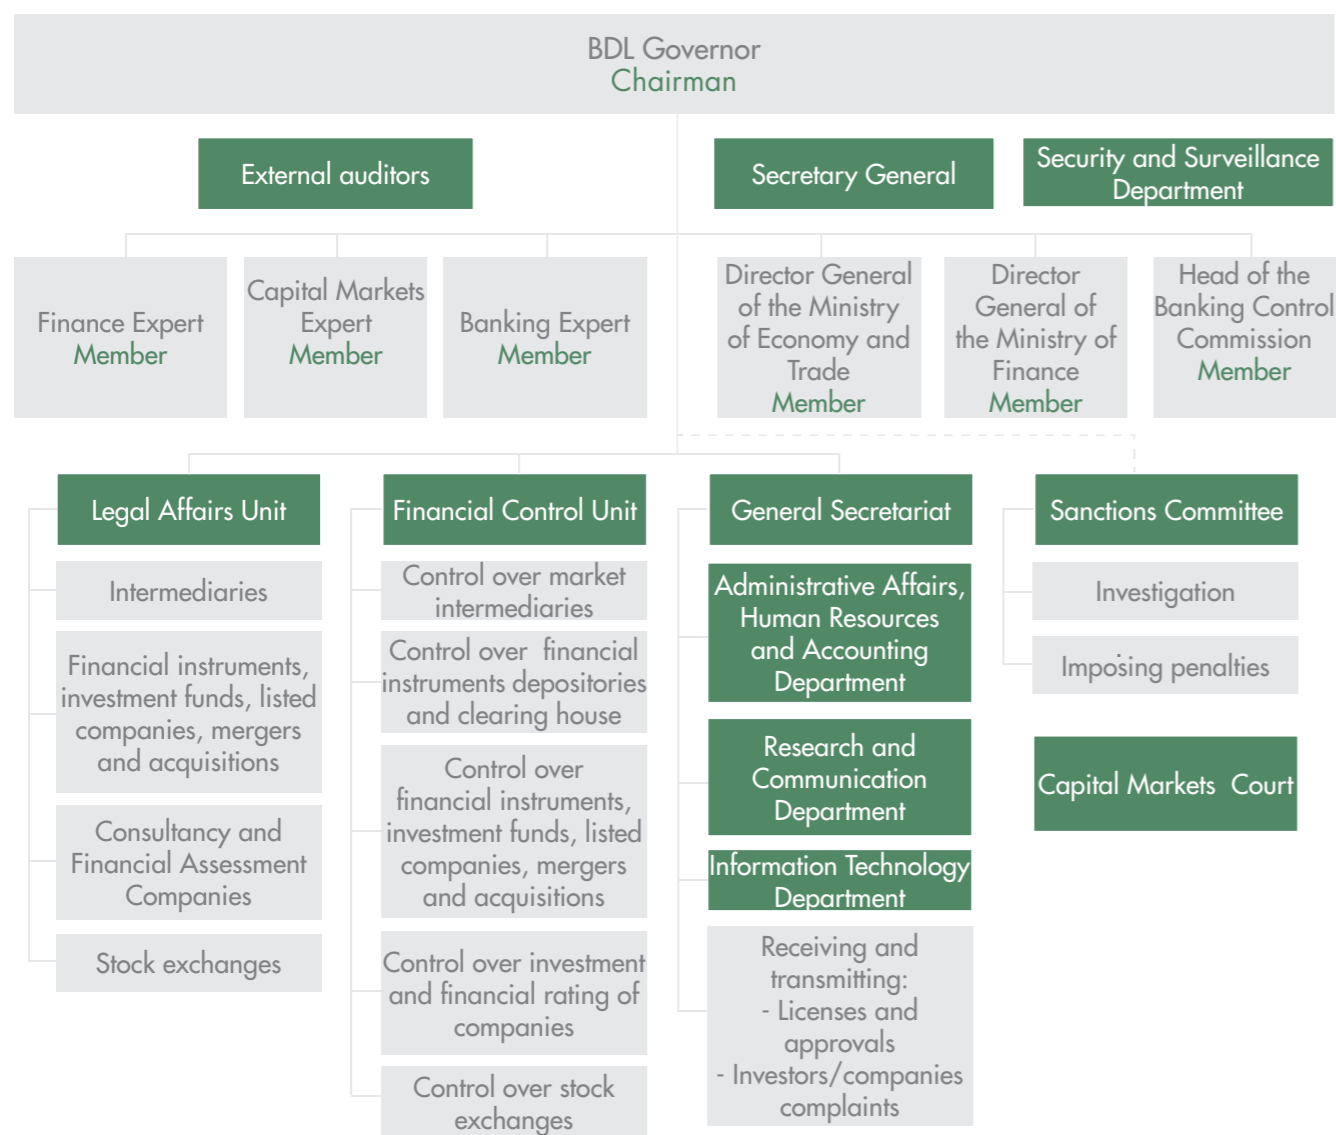 BDL Governor
Chairman
External auditors
Secretary General
Security and Surveillance
Department
Finance Expert
Member
Capital Markets
Expert
Member
Banking Expert
Member
Director General
of the Ministry
of Economy and
Trade
Member
Director
General of
the Ministry of
Finance
Member
Head of the
Banking Control
Commission
Member
Legal Affairs Unit
Intermediaries
Financial instruments,
investment funds, listed
companies, mergers
and acquisitions
Consultancy and
Financial Assessment
Companies
Stock exchanges
Financial Control Unit
Control over market
intermediaries
Control over financial
instruments depositories
and clearing house
Control over
financial instruments,
investment funds, listed
companies, mergers
and acquisitions
Control over investment
and financial rating of
companies
Control over stock
exchanges
General Secretariat
Administrative Affairs,
Human Resources
and Accounting
Department
Research and
Communication
Department
Information Technology
Department
Receiving and
transmitting:
- Licenses and
approvals
- Investors/companies
complaints
Sanctions Committee
Investigation
Imposing penalties
Capital Markets Court